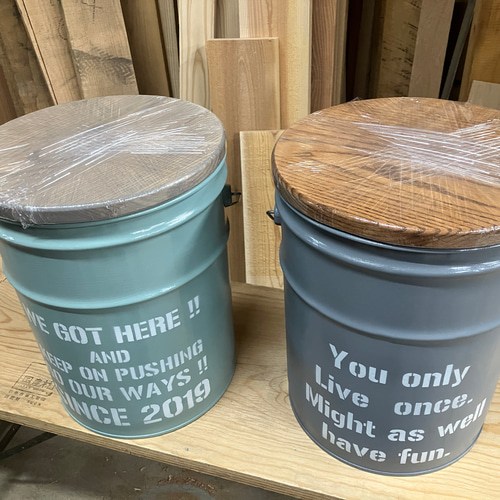 WE GOT HERE !!
AND
KEEP ON PUSHING
OUR WAYS !!
SINCE 2019
You only
Live once.
Might as well
have fun.